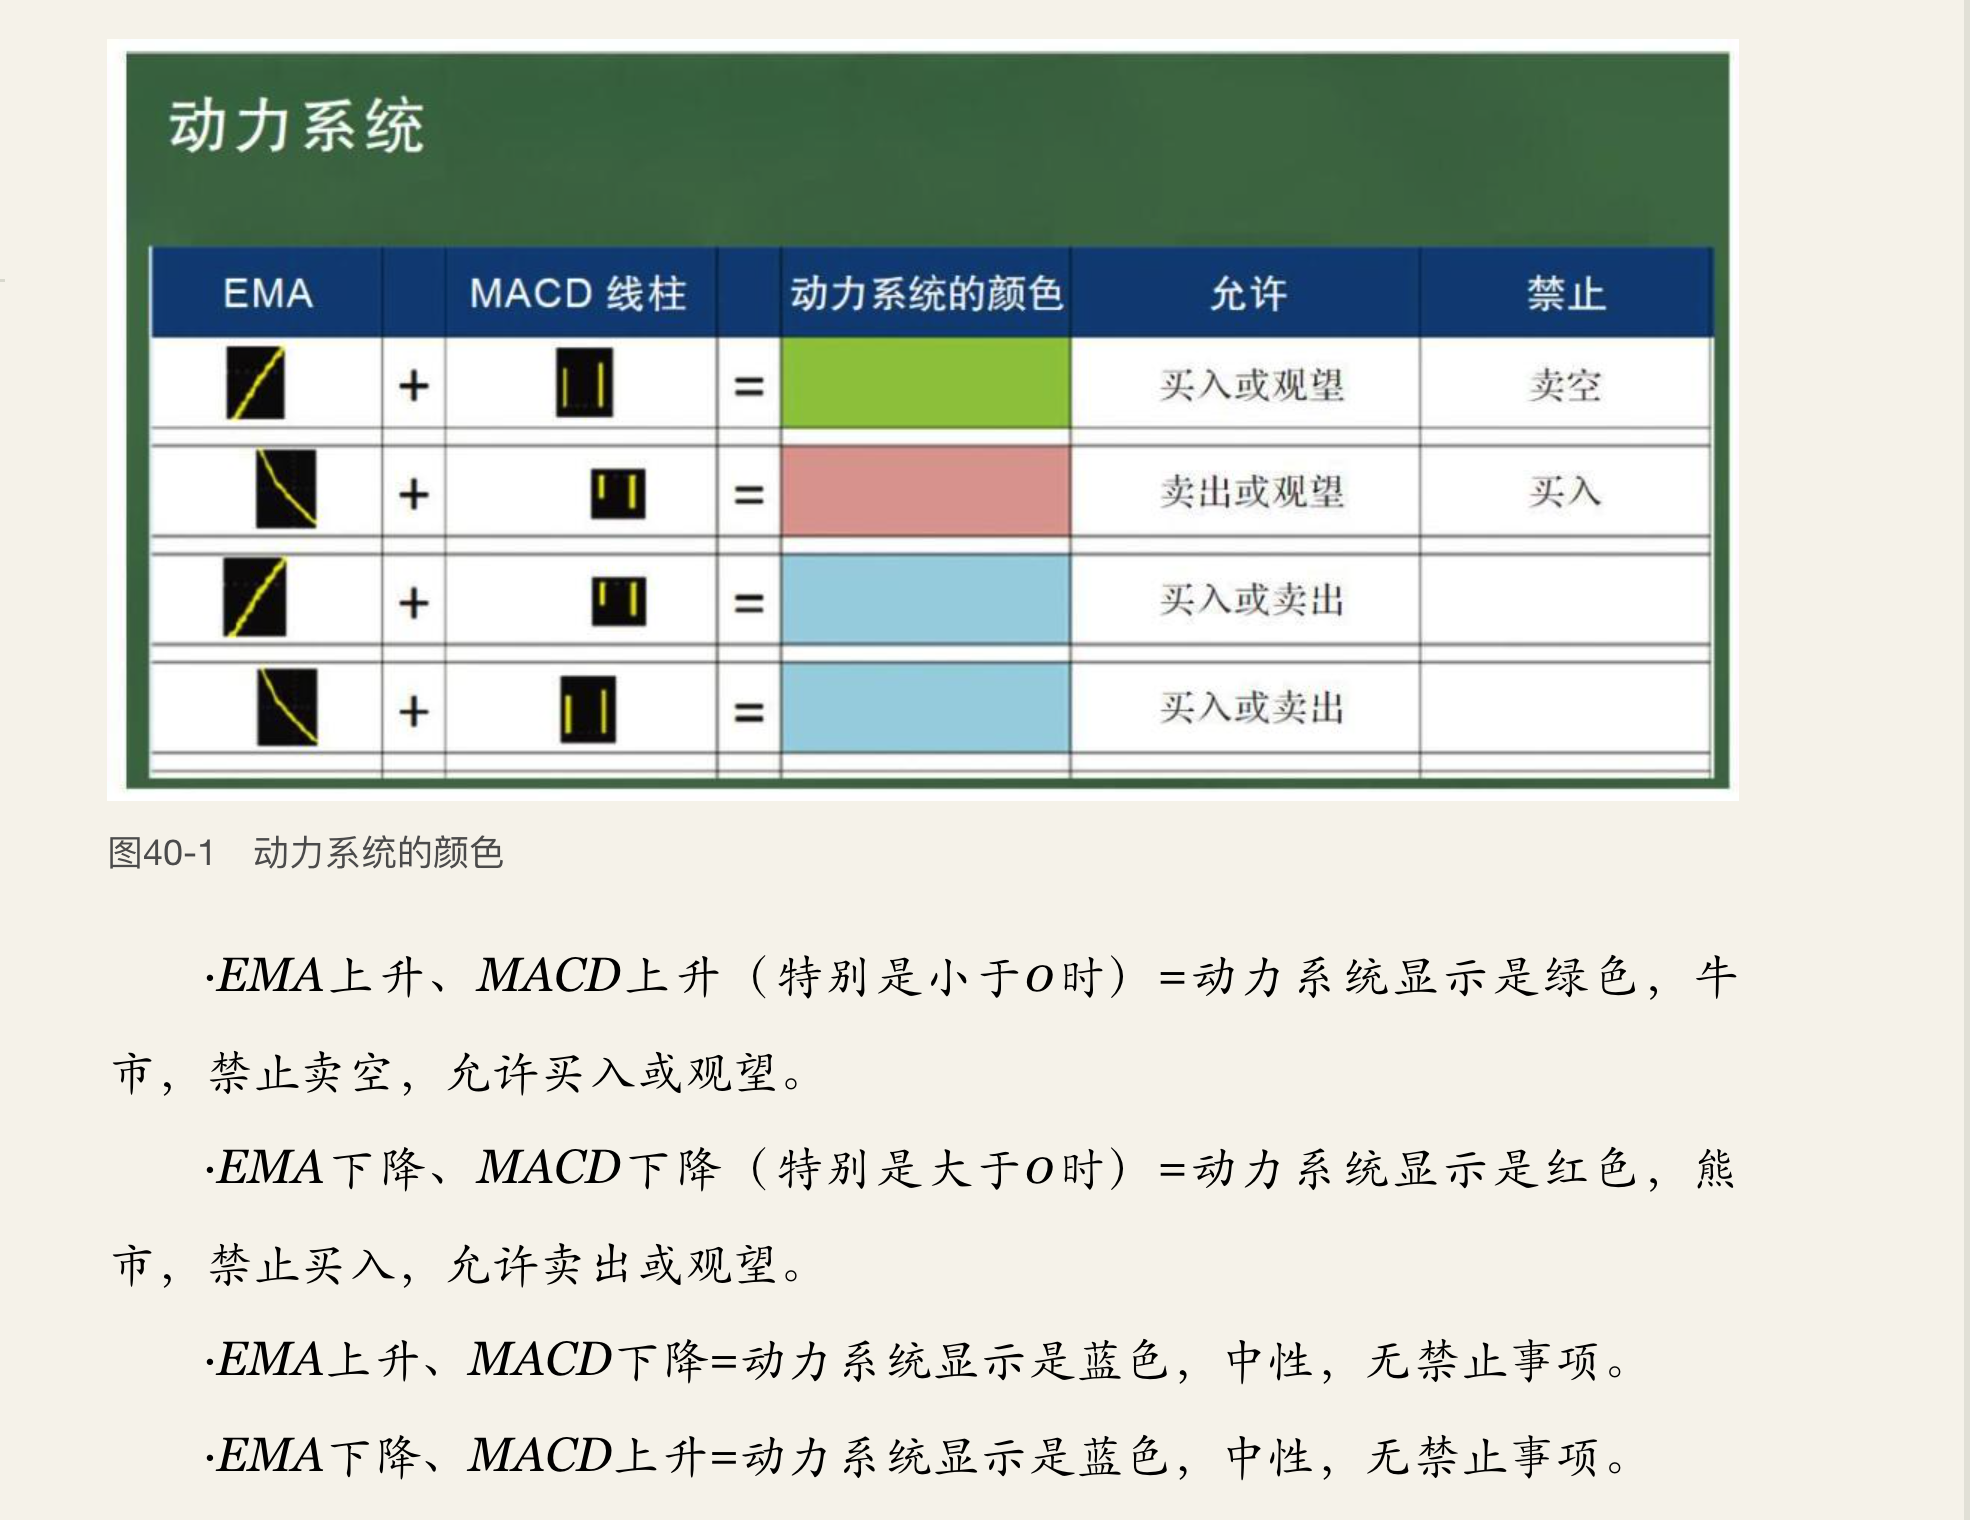 动力系统
EMA MACD 线柱 动力系统的颜色 允许 禁止
+ = 买入或观望 卖空
+ = 卖出或观望 买入
+ = 买入或卖出
+ = 买入或卖出
图40-1 动力系统的颜色
·EMA上升、MACD上升（特别是小于0时）=动力系统显示是绿色，牛
市，禁止卖空，允许买入或观望。
·EMA下降、MACD下降（特别是大于0时）=动力系统显示是红色，熊
市，禁止买入，允许卖出或观望。
·EMA上升、MACD下降=动力系统显示是蓝色，中性，无禁止事项。
·EMA下降、MACD上升=动力系统显示是蓝色，中性，无禁止事项。